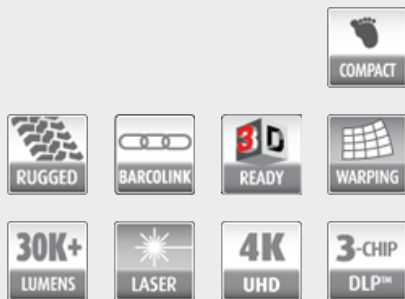 COMPACT
RUGGED
BARCOLINK
3D
READY
WARPING
30K+
LUMENS
LASER
4K
UHD
3-CHIP
DLP™